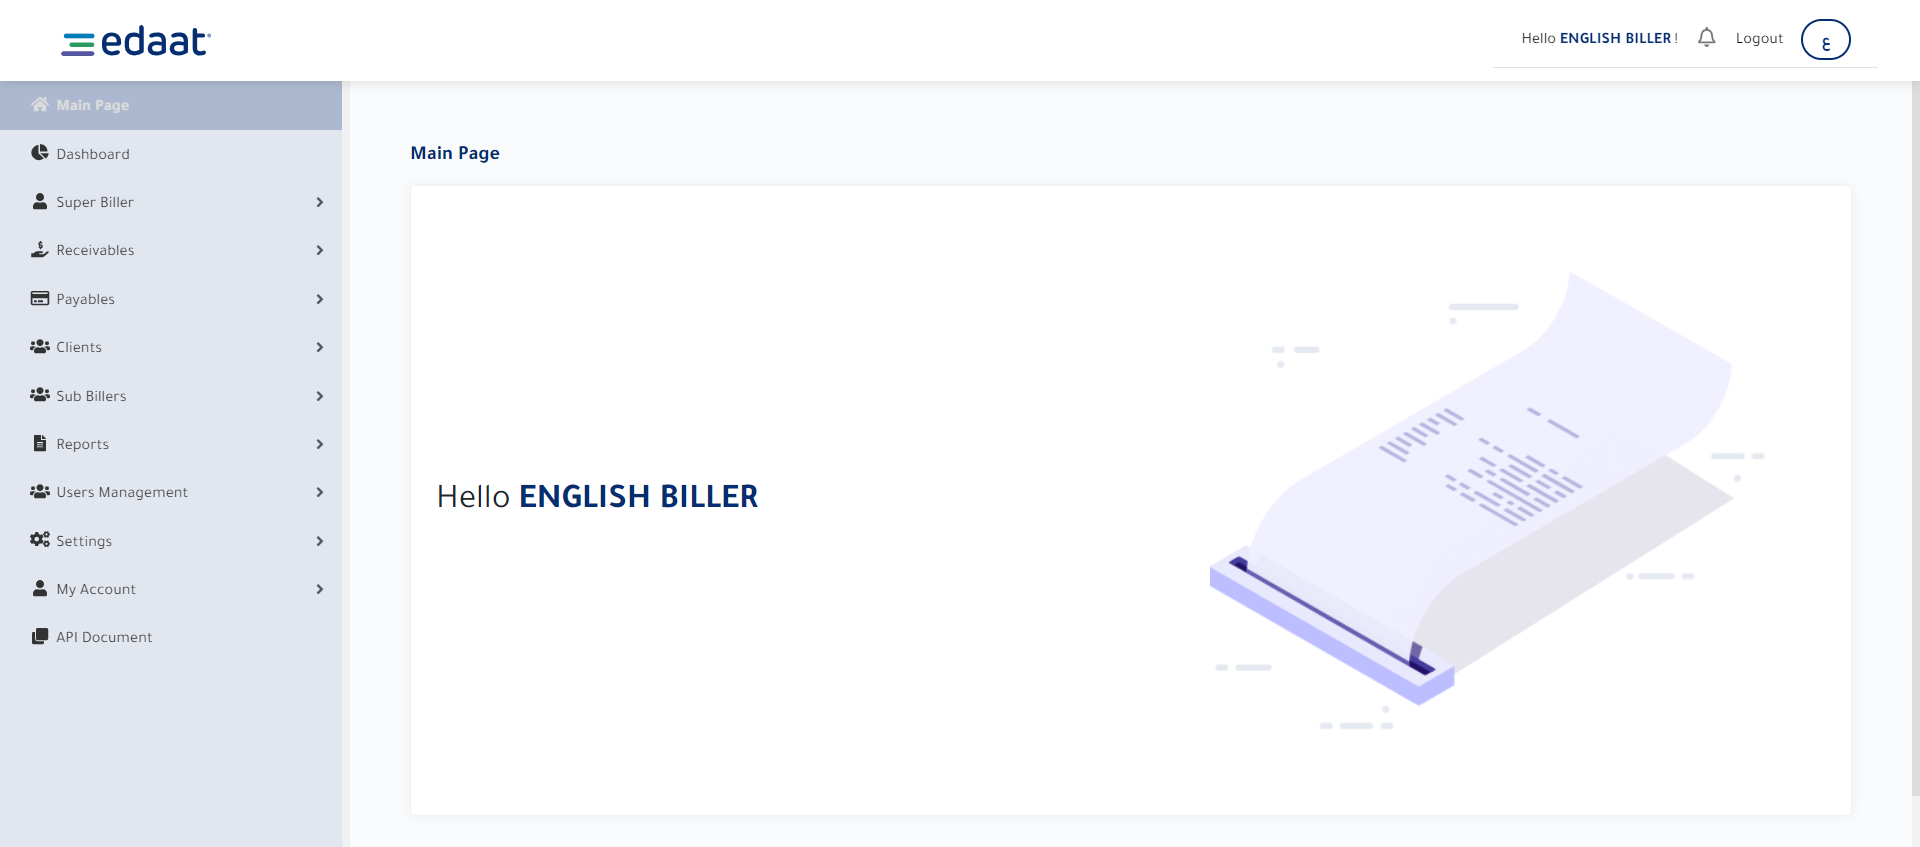 edaat
Hello ENGLISH BILLER !
Logout
ع
Main Page
Dashboard
Super Biller
Receivables
Payables
Clients
Sub Billers
Reports
Users Management
Settings
My Account
API Document
Main Page
Hello ENGLISH BILLER